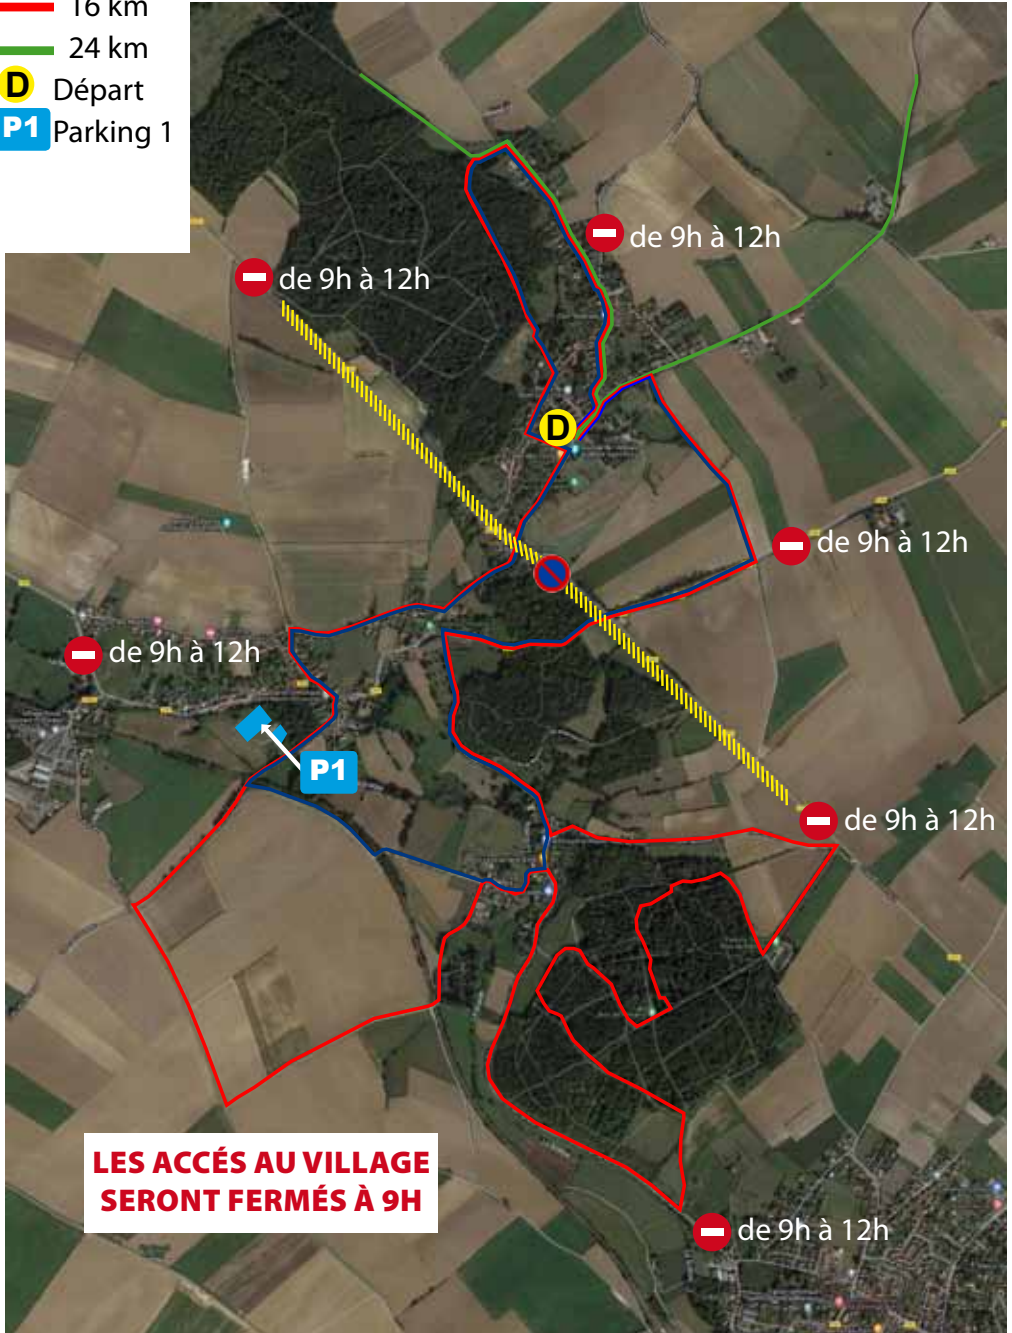 16 km
24 km
D Départ
P1 Parking 1
de 9h à 12h
de 9h à 12h
D
de 9h à 12h
de 9h à 12h
P1
de 9h à 12h
LES ACCÉS AU VILLAGE
SERONT FERMÉS À 9H
de 9h à 12h